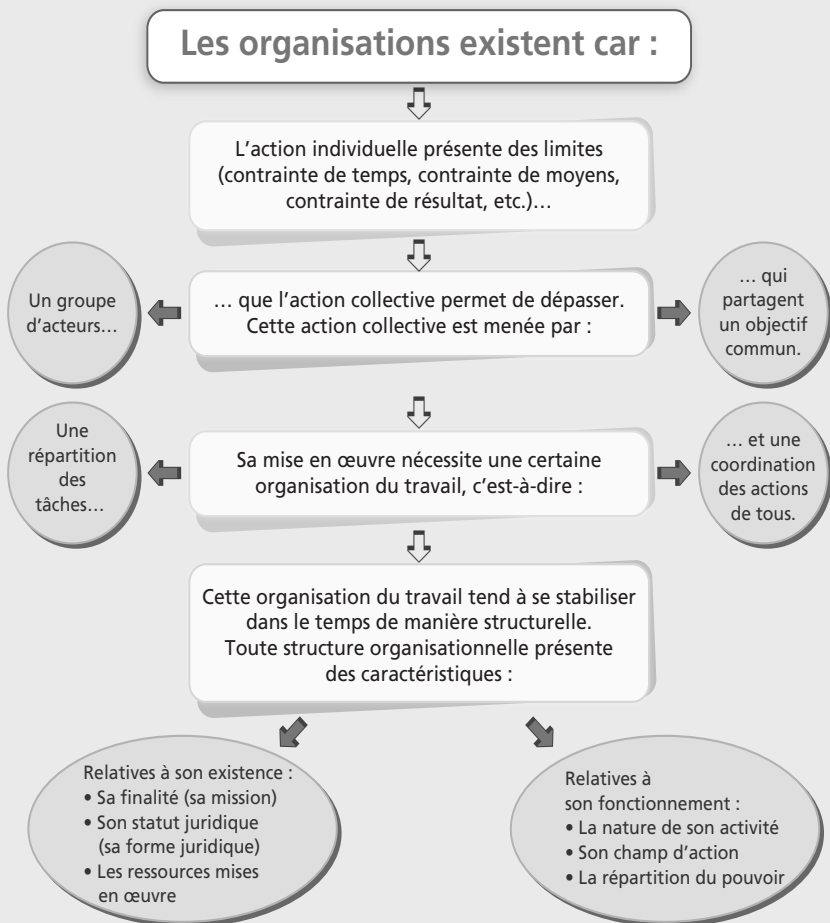 Les organisations existent car :
L'action individuelle présente des limites
(contrainte de temps, contrainte de moyens,
contrainte de résultat, etc.)…
Un groupe
d'acteurs…
… que l'action collective permet de dépasser.
Cette action collective est menée par :
… qui
partagent
un objectif
commun.
Une
répartition
des
tâches…
Sa mise en œuvre nécessite une certaine
organisation du travail, c'est-à-dire :
… et une
coordination
des actions
de tous.
Cette organisation du travail tend à se stabiliser
dans le temps de manière structurelle.
Toute structure organisationnelle présente
des caractéristiques :
Relatives à son existence :
• Sa finalité (sa mission)
• Son statut juridique
(sa forme juridique)
• Les ressources mises
en œuvre
Relatives à
son fonctionnement :
• La nature de son activité
• Son champ d'action
• La répartition du pouvoir